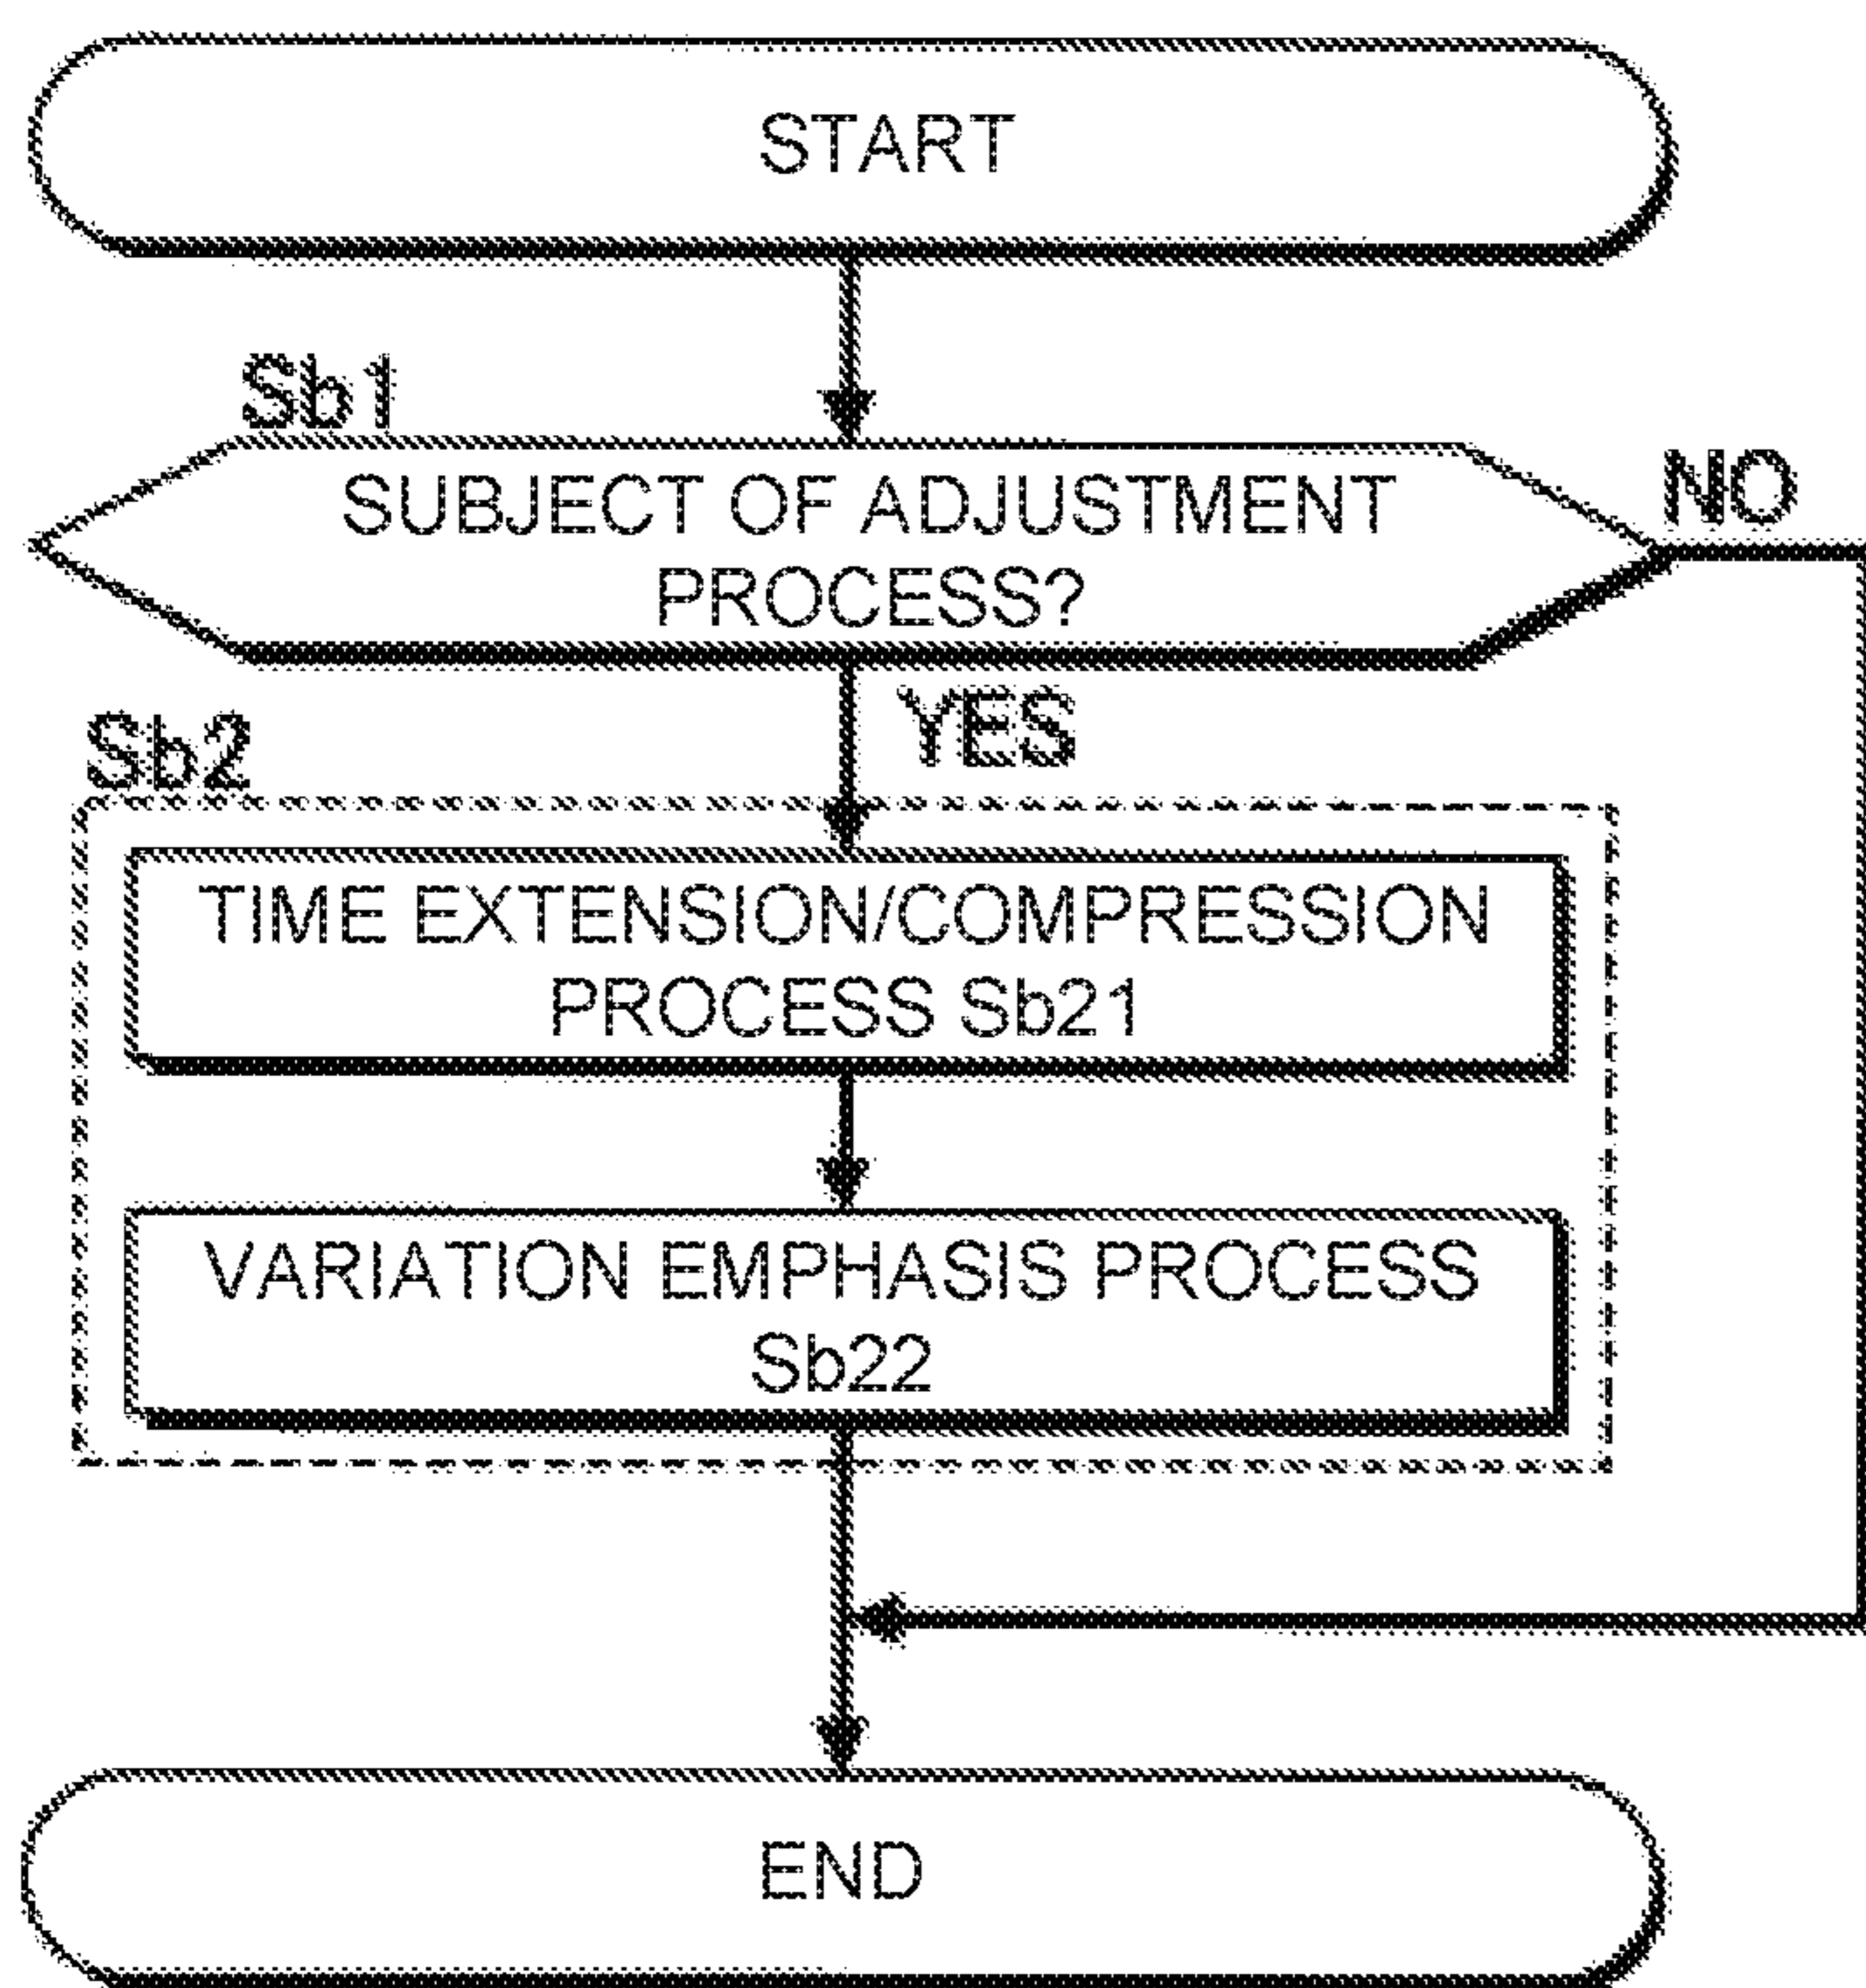 START
Sb1
SUBJECT OF ADJUSTMENT
PROCESS?
NO
YES
Sb2
TIME EXTENSION/COMPRESSION
PROCESS Sb21
VARIATION EMPHASIS PROCESS
Sb22
END